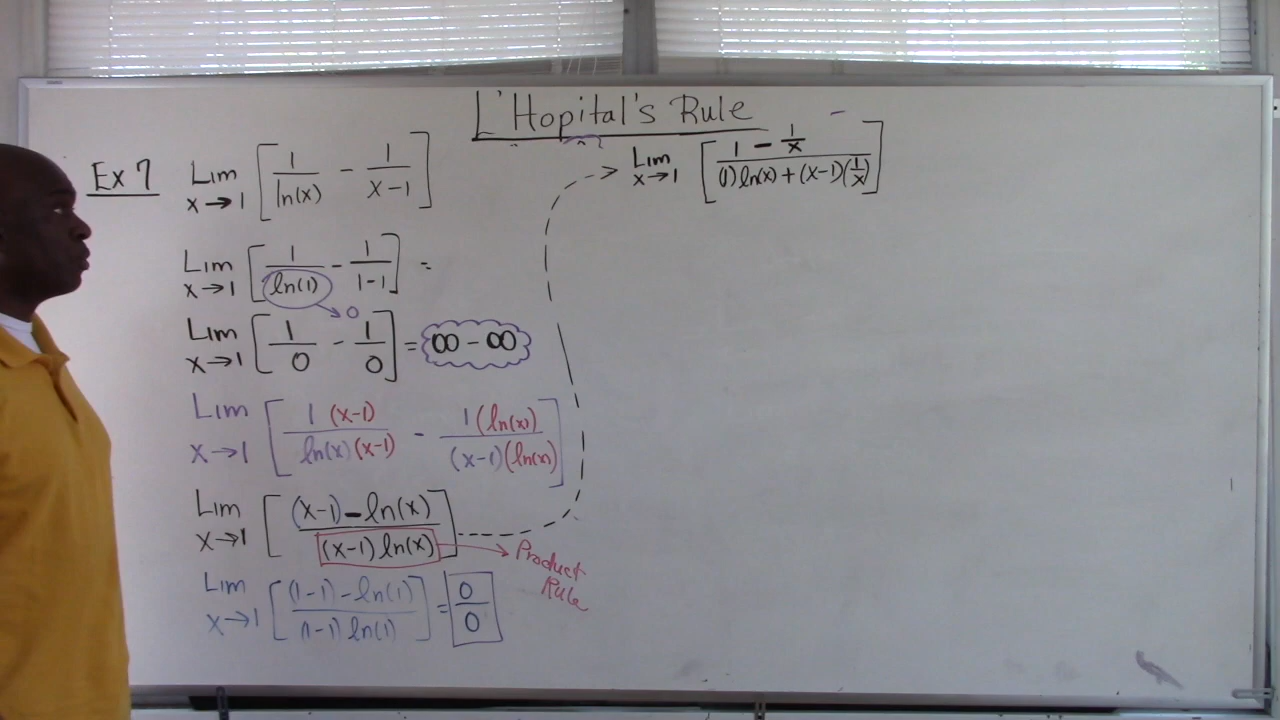 L'Hopital's Rule
Ex 7 Lim x→1 [1/ln(x) - 1/(x-1)]
Lim x→1 [1/ln(1) - 1/(1-1)] =
0
Lim x→1 [1/0 - 1/0] = ∞ - ∞
Lim x→1 [1(x-1)/ln(x)(x-1) - 1(ln(x))/(x-1)(ln(x))]
Lim x→1 [(x-1)-ln(x)/(x-1)ln(x)]
Product
Rule
Lim x→1 [(1-1)-ln(1)/(1-1)ln(1)] = 0/0
Lim x→1 [1 - 1/x/(1)ln(x)+(x-1)(1/x)]